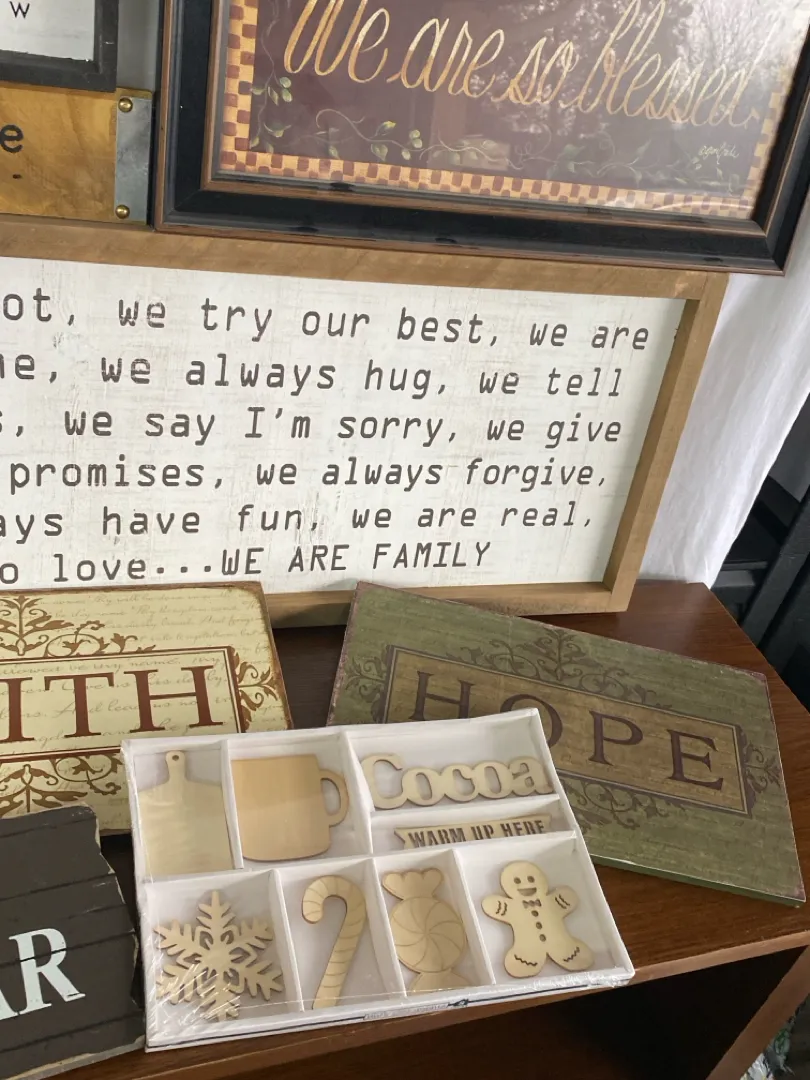 w
e
We are so blessed
ot, we try our best, we are
e, we always hug, we tell
s, we say I'm sorry, we give
promises, we always forgive,
ays have fun, we are real,
o love...WE ARE FAMILY
ITH
HOPE
Cocoa
WARM UP HERE
AR